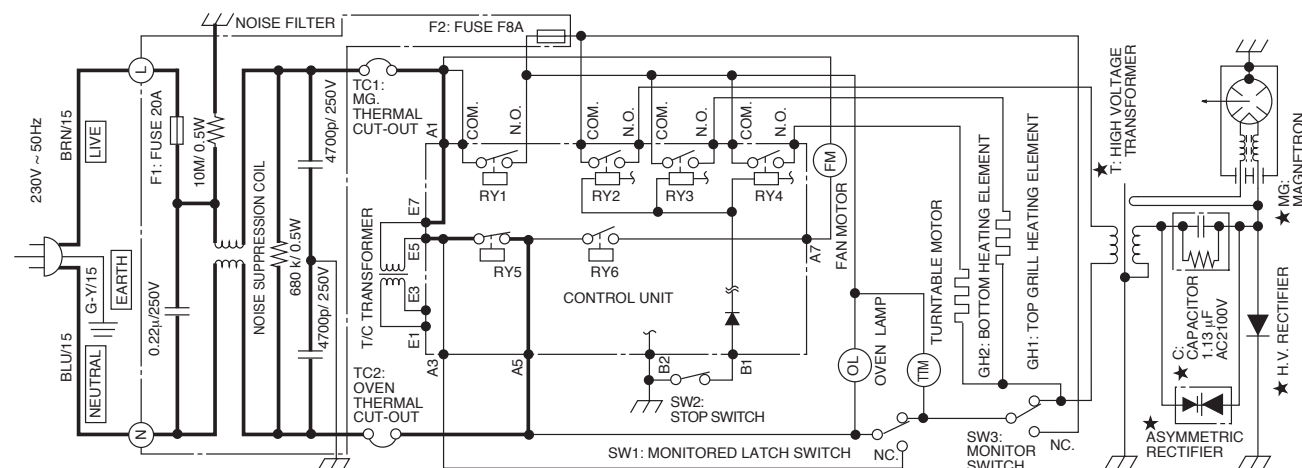 NOISE FILTER
F2: FUSE F8A
230V ~ 50Hz
BRN/15
LIVE
L
F1: FUSE 20A
10M/ 0.5W
G-Y/15
EARTH
BLU/15
NEUTRAL
N
0.22μ/250V
NOISE SUPPRESSION COIL
680 k/ 0.5W
4700p/ 250V
4700p/ 250V
TC1:
MG.
THERMAL
CUT-OUT
TC2:
OVEN
THERMAL
CUT-OUT
T/C TRANSFORMER
A1
E7
E5
E3
E1
A3
A5
COM.
N.O.
RY1
COM.
N.O.
RY2
COM.
N.O.
RY3
COM.
N.O.
RY4
RY5
RY6
CONTROL UNIT
A7
B2
B1
SW2:
STOP SWITCH
FM
FAN MOTOR
OL
OVEN LAMP
TTM
TURNTABLE MOTOR
GH2: BOTTOM HEATING ELEMENT
GH1: TOP GRILL HEATING ELEMENT
SW1: MONITORED LATCH SWITCH
NC.
SW3:
MONITOR
SWITCH
NC.
★ T: HIGH VOLTAGE
TRANSFORMER
★ MG:
MAGNETRON
★ C:
CAPACITOR
1.13 μF
AC2100V
★ H.V. RECTIFIER
★
ASYMMETRIC
RECTIFIER